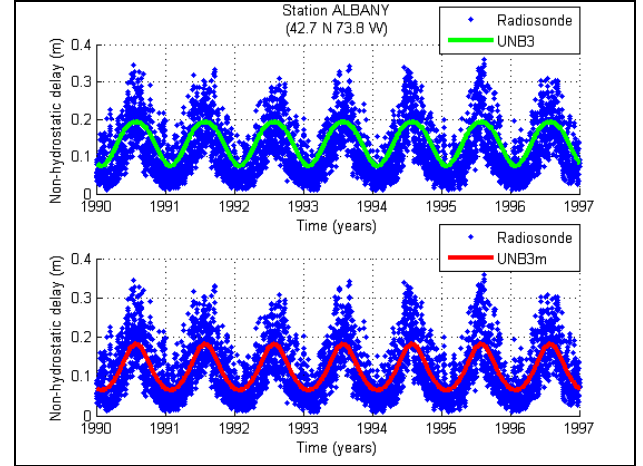 Station ALBANY
(42.7 N 73.8 W)
Radiosonde
UNB3
Non-hydrostatic delay (m)
0.4
0.3
0.2
0.1
0
1990
1991
1992
1993
1994
1995
1996
1997
Time (years)
Radiosonde
UNB3m
Non-hydrostatic delay (m)
0.4
0.3
0.2
0.1
0
1990
1991
1992
1993
1994
1995
1996
1997
Time (years)